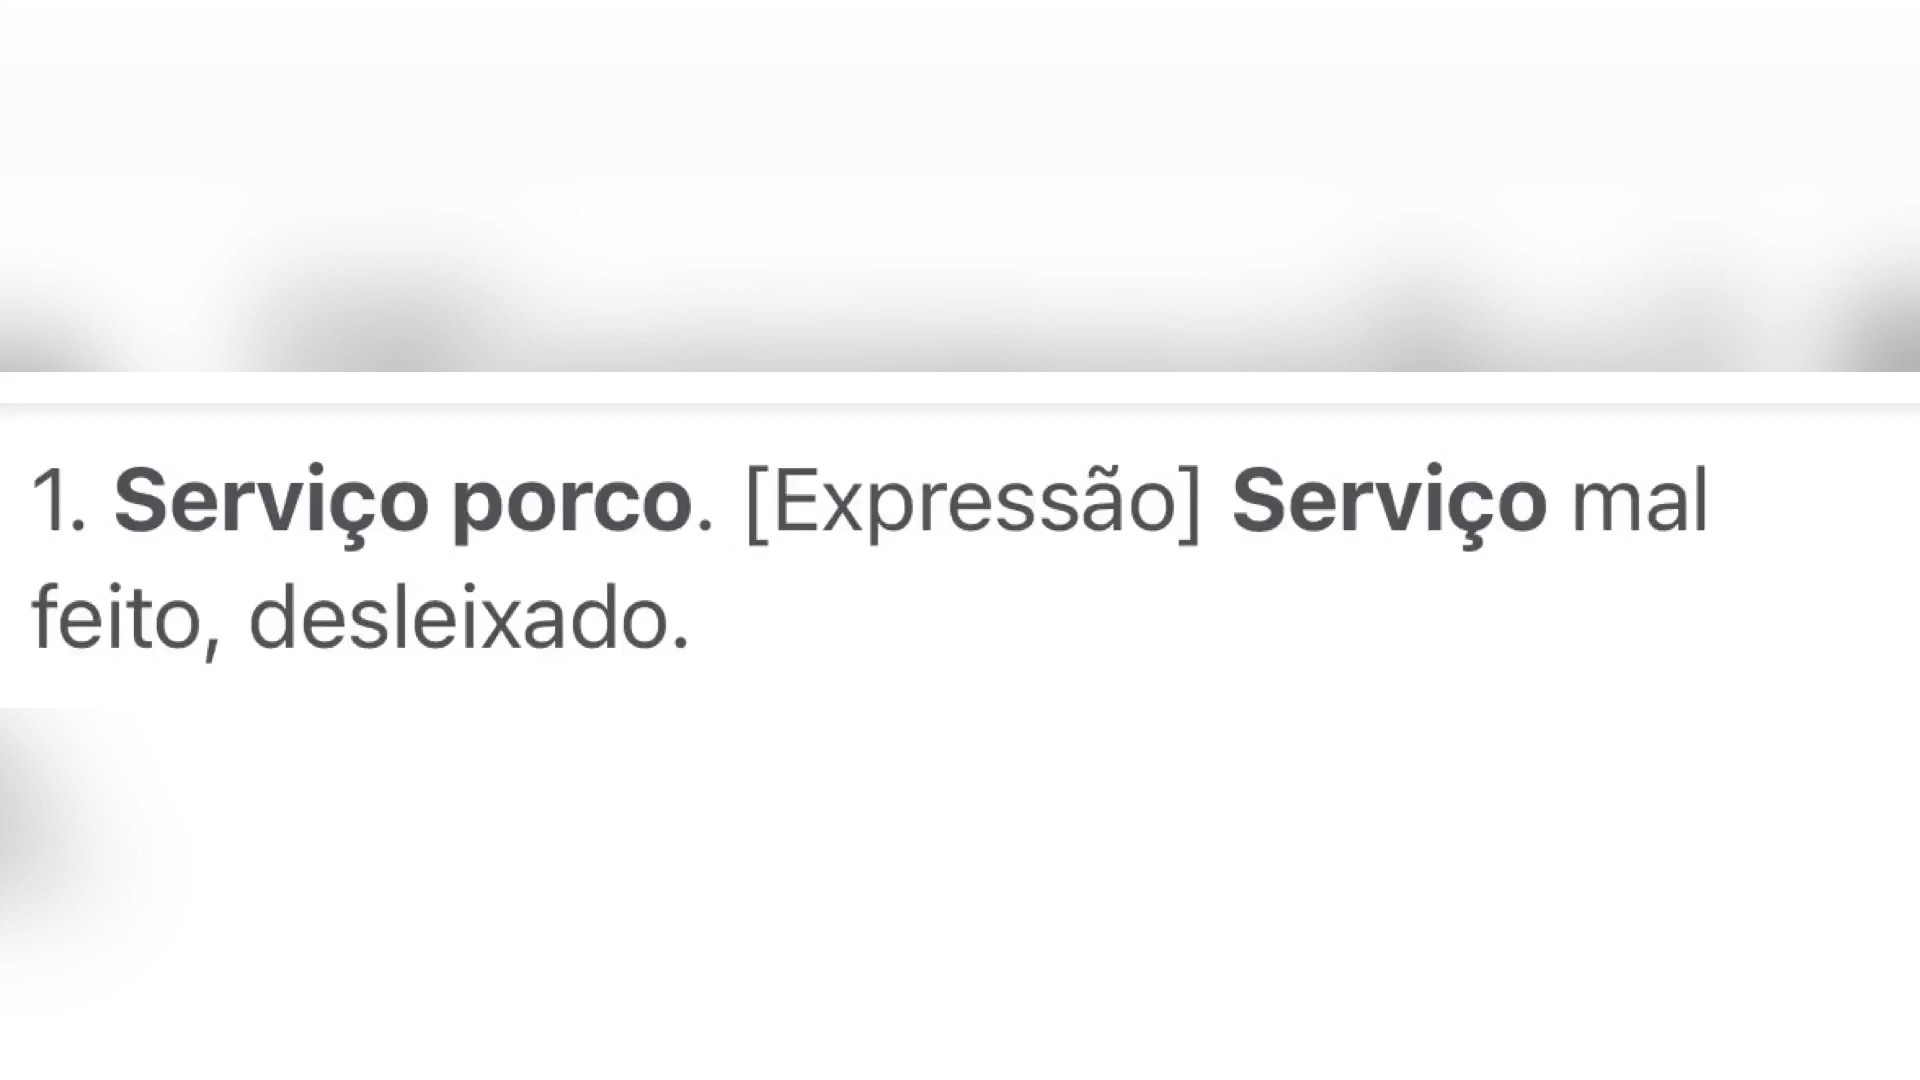 1. Serviço porco. [Expressão] Serviço mal
feito, desleixado.